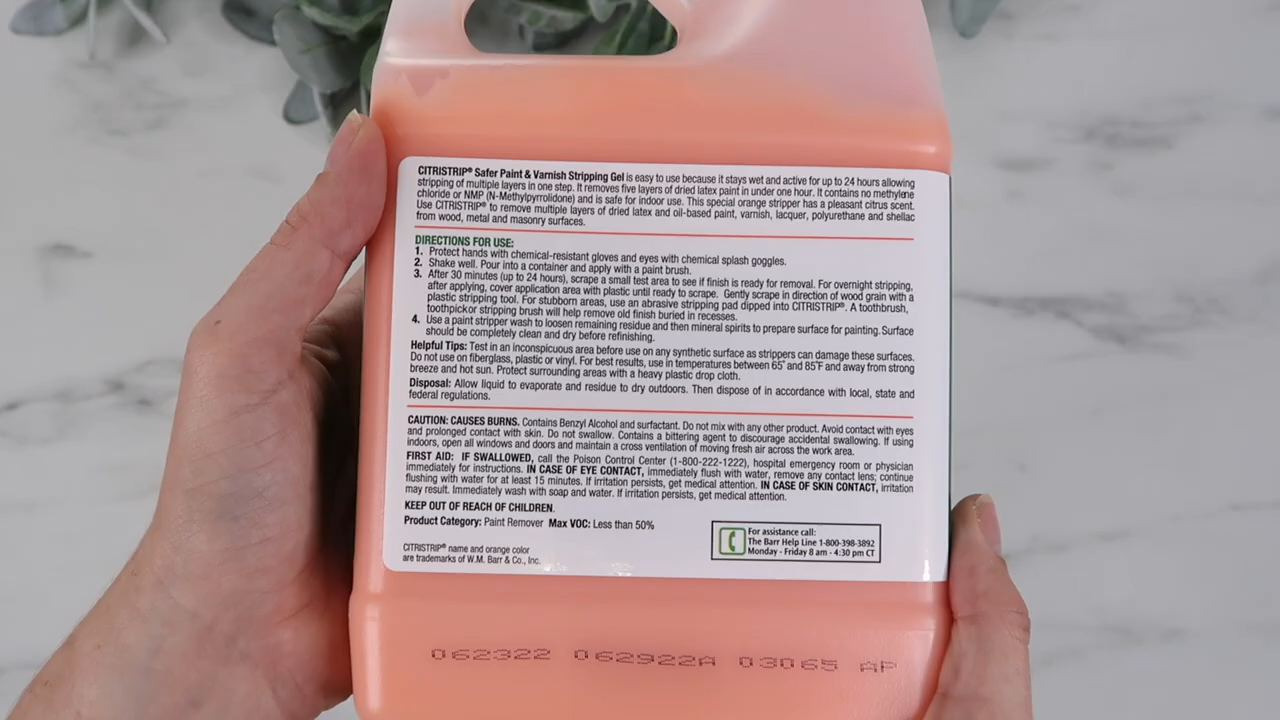 CITRISTRIP® Safer Paint & Varnish Stripping Gel is easy to use because it stays wet and active for up to 24 hours allowing
stripping of multiple layers in one step. It removes five layers of dried latex paint in under one hour. It contains no methylene
chloride or NMP (N-Methylpyrrolidone) and is safe for indoor use. This special orange stripper has a pleasant citrus scent.
Use CITRISTRIP® to remove multiple layers of dried latex and oil-based paint, varnish, lacquer, polyurethane and shellac
from wood, metal and masonry surfaces.
DIRECTIONS FOR USE:
1. Protect hands with chemical-resistant gloves and eyes with chemical splash goggles.
2. Shake well. Pour into a container and apply with a paint brush.
3. After 30 minutes (up to 24 hours), scrape a small test area to see if finish is ready for removal. For overnight stripping,
after applying, cover application area with plastic until ready to scrape. Gently scrape in direction of wood grain with a
plastic stripping tool. For stubborn areas, use an abrasive stripping pad dipped into CITRISTRIP®. A toothbrush,
toothpick or stripping brush will help remove old finish buried in recesses.
4. Use a paint stripper wash to loosen remaining residue and then mineral spirits to prepare surface for painting. Surface
should be completely clean and dry before refinishing.
Helpful Tips: Test in an inconspicuous area before use on any synthetic surface as strippers can damage these surfaces.
Do not use on fiberglass, plastic or vinyl. For best results, use in temperatures between 65° and 85°F and away from strong
breeze and hot sun. Protect surrounding areas with a heavy plastic drop cloth.
Disposal: Allow liquid to evaporate and residue to dry outdoors. Then dispose of in accordance with local, state and
federal regulations.
CAUTION: CAUSES BURNS. Contains Benzyl Alcohol and surfactant. Do not mix with any other product. Avoid contact with eyes
and prolonged contact with skin. Do not swallow. Contains a bittering agent to discourage accidental swallowing. If using
indoors, open all windows and doors and maintain a cross ventilation of moving fresh air across the work area.
FIRST AID: IF SWALLOWED, call the Poison Control Center (1-800-222-1222), hospital emergency room or physician
immediately for instructions. IN CASE OF EYE CONTACT, immediately flush with water, remove any contact lens; continue
flushing with water for at least 15 minutes. If irritation persists, get medical attention. IN CASE OF SKIN CONTACT, irritation
may result. Immediately wash with soap and water. If irritation persists, get medical attention.
KEEP OUT OF REACH OF CHILDREN.
Product Category: Paint Remover Max VOC: Less than 50%
For assistance call:
The Barr Help Line 1-800-398-3892
Monday - Friday 8 am - 4:30 pm CT
CITRISTRIP® name and orange color
are trademarks of W.M. Barr & Co., Inc.
062322 062922A 03065 AP